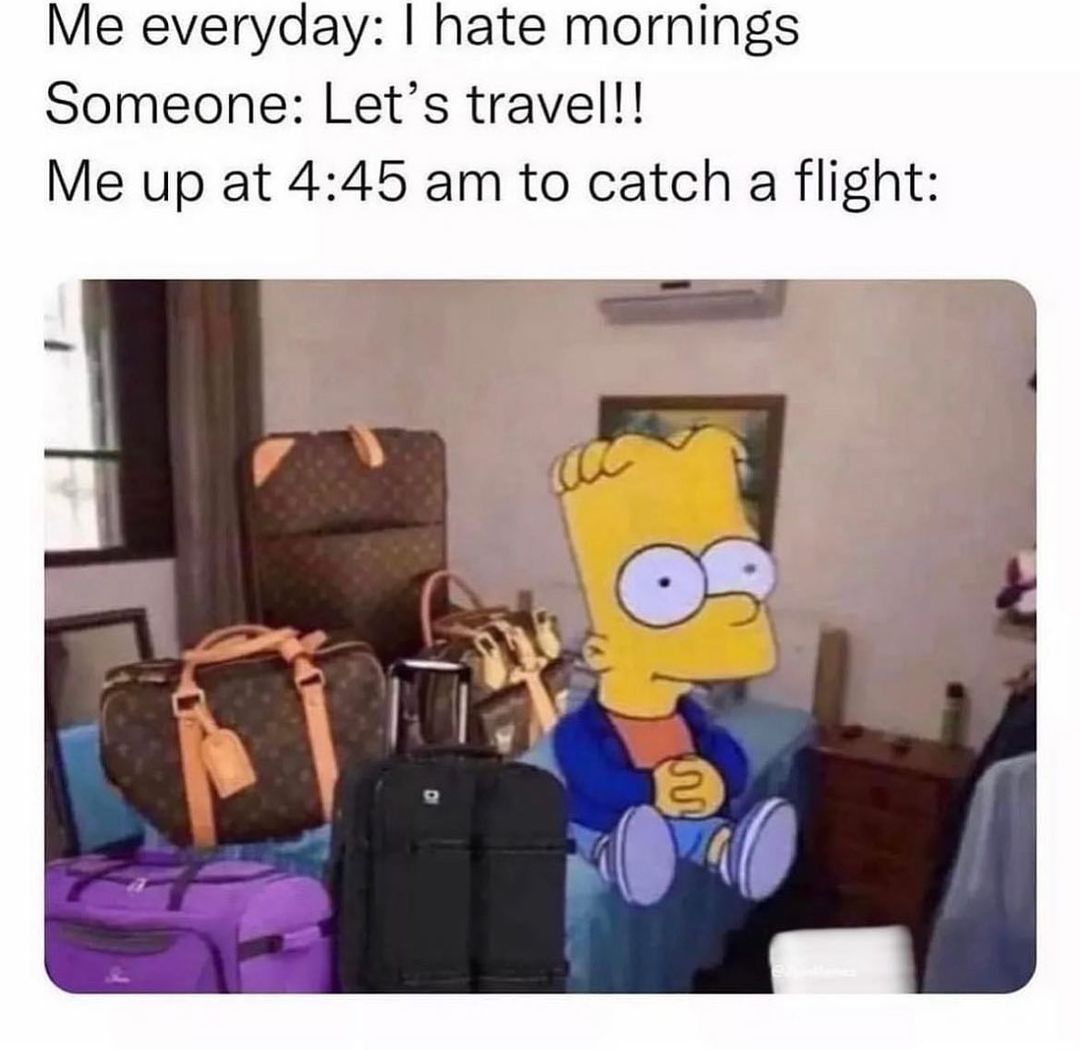 Me everyday: I hate mornings
Someone: Let’s travel!!
Me up at 4:45 am to catch a flight: